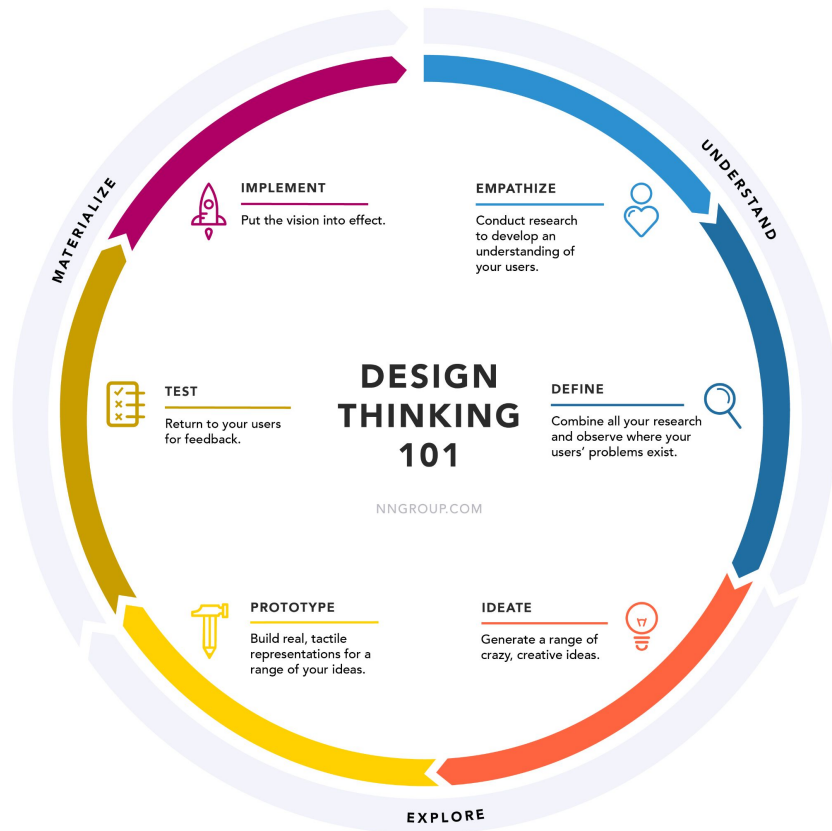 UNDERSTAND
EMPATHIZE
Conduct research
to develop an
understanding of
your users.
DEFINE
Combine all your research
and observe where your
users' problems exist.
EXPLORE
IDEATE
Generate a range of
crazy, creative ideas.
PROTOTYPE
Build real, tactile
representations for a
range of your ideas.
MATERIALIZE
TEST
Return to your users
for feedback.
IMPLEMENT
Put the vision into effect.
DESIGN
THINKING
101
NNGROUP.COM